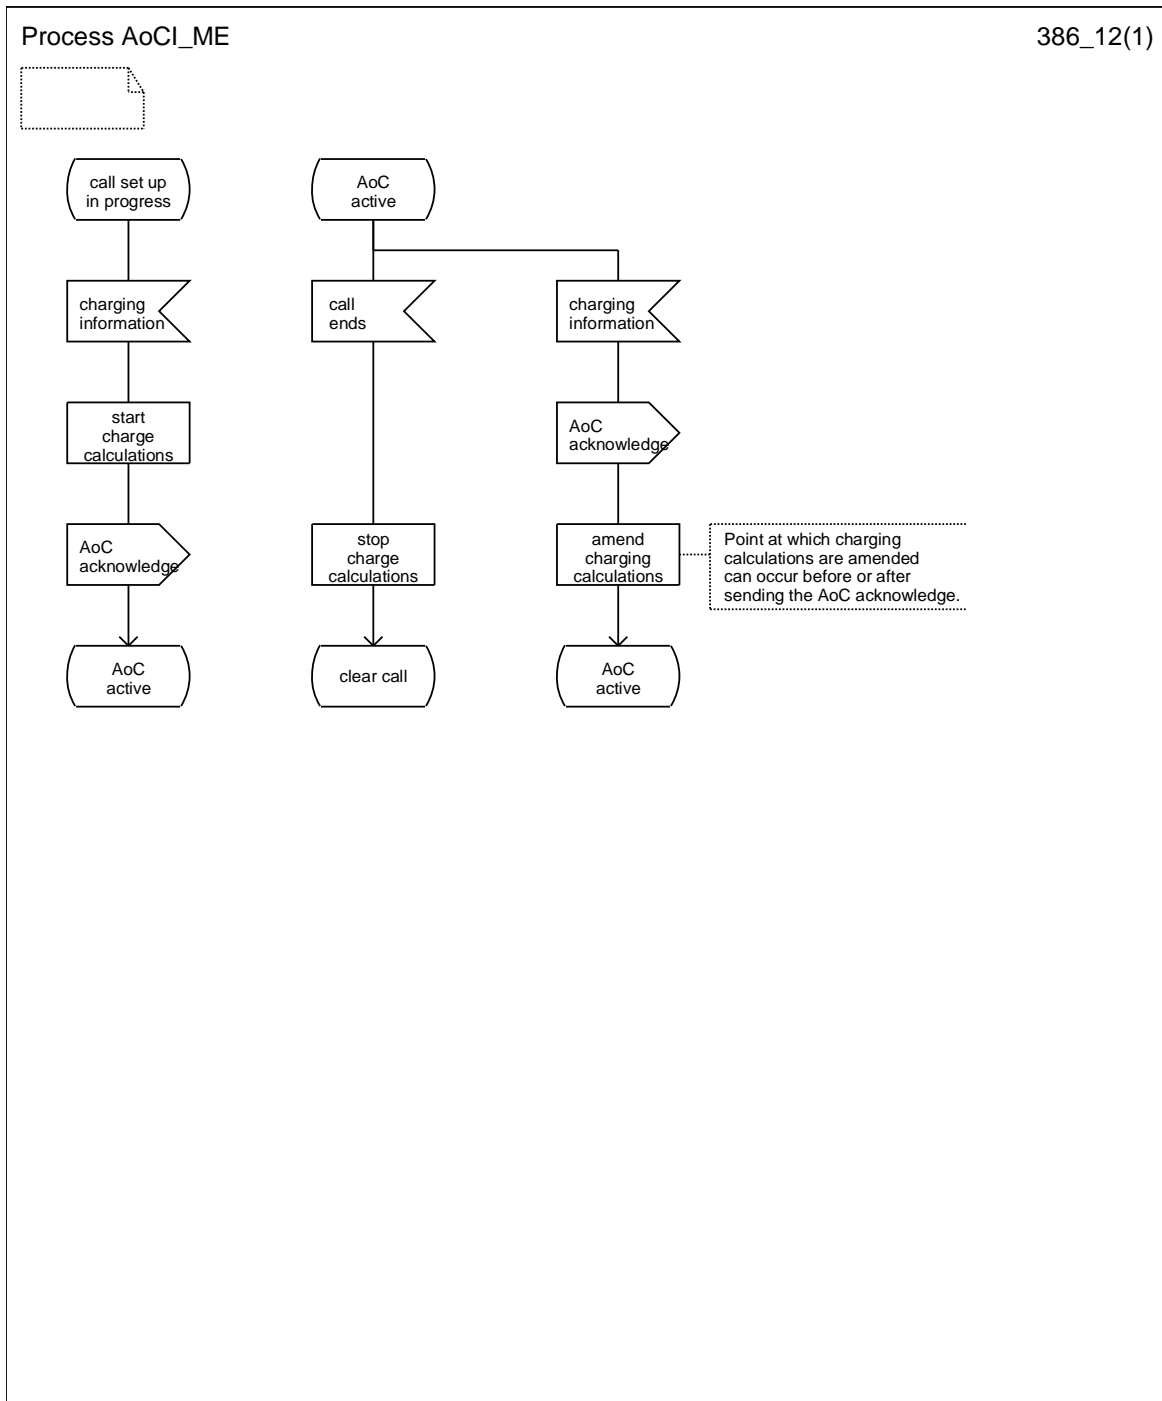 Process AoCI_ME
386_12(1)
call set up
in progress
charging
information
start
charge
calculations
AoC
acknowledge
AoC
active
AoC
active
call
ends
stop
charge
calculations
clear call
charging
information
AoC
acknowledge
amend
charging
calculations
Point at which charging
calculations are amended
can occur before or after
sending the AoC acknowledge.
AoC
active